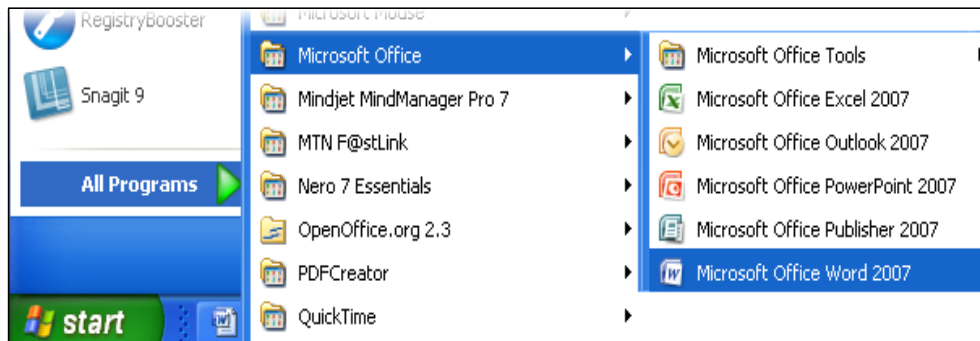 RegistryBooster
Snagit 9
All Programs
start
Microsoft Mouse
Microsoft Office
Mindjet MindManager Pro 7
MTN F@stLink
Nero 7 Essentials
OpenOffice.org 2.3
PDFCreator
QuickTime
Microsoft Office Tools
Microsoft Office Excel 2007
Microsoft Office Outlook 2007
Microsoft Office PowerPoint 2007
Microsoft Office Publisher 2007
Microsoft Office Word 2007